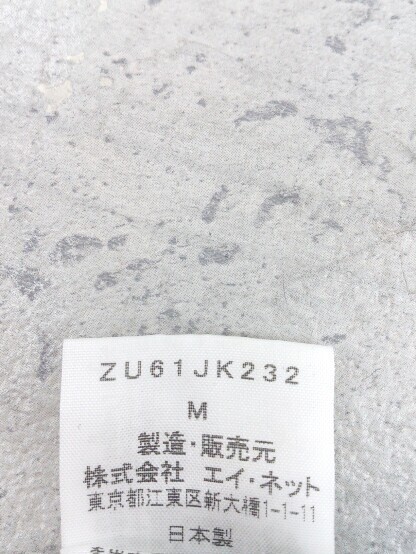 ZU61JK232
M
製造・販売元
株式会社 エイ・ネット
東京都江東区新大橋1-1-11
日本製